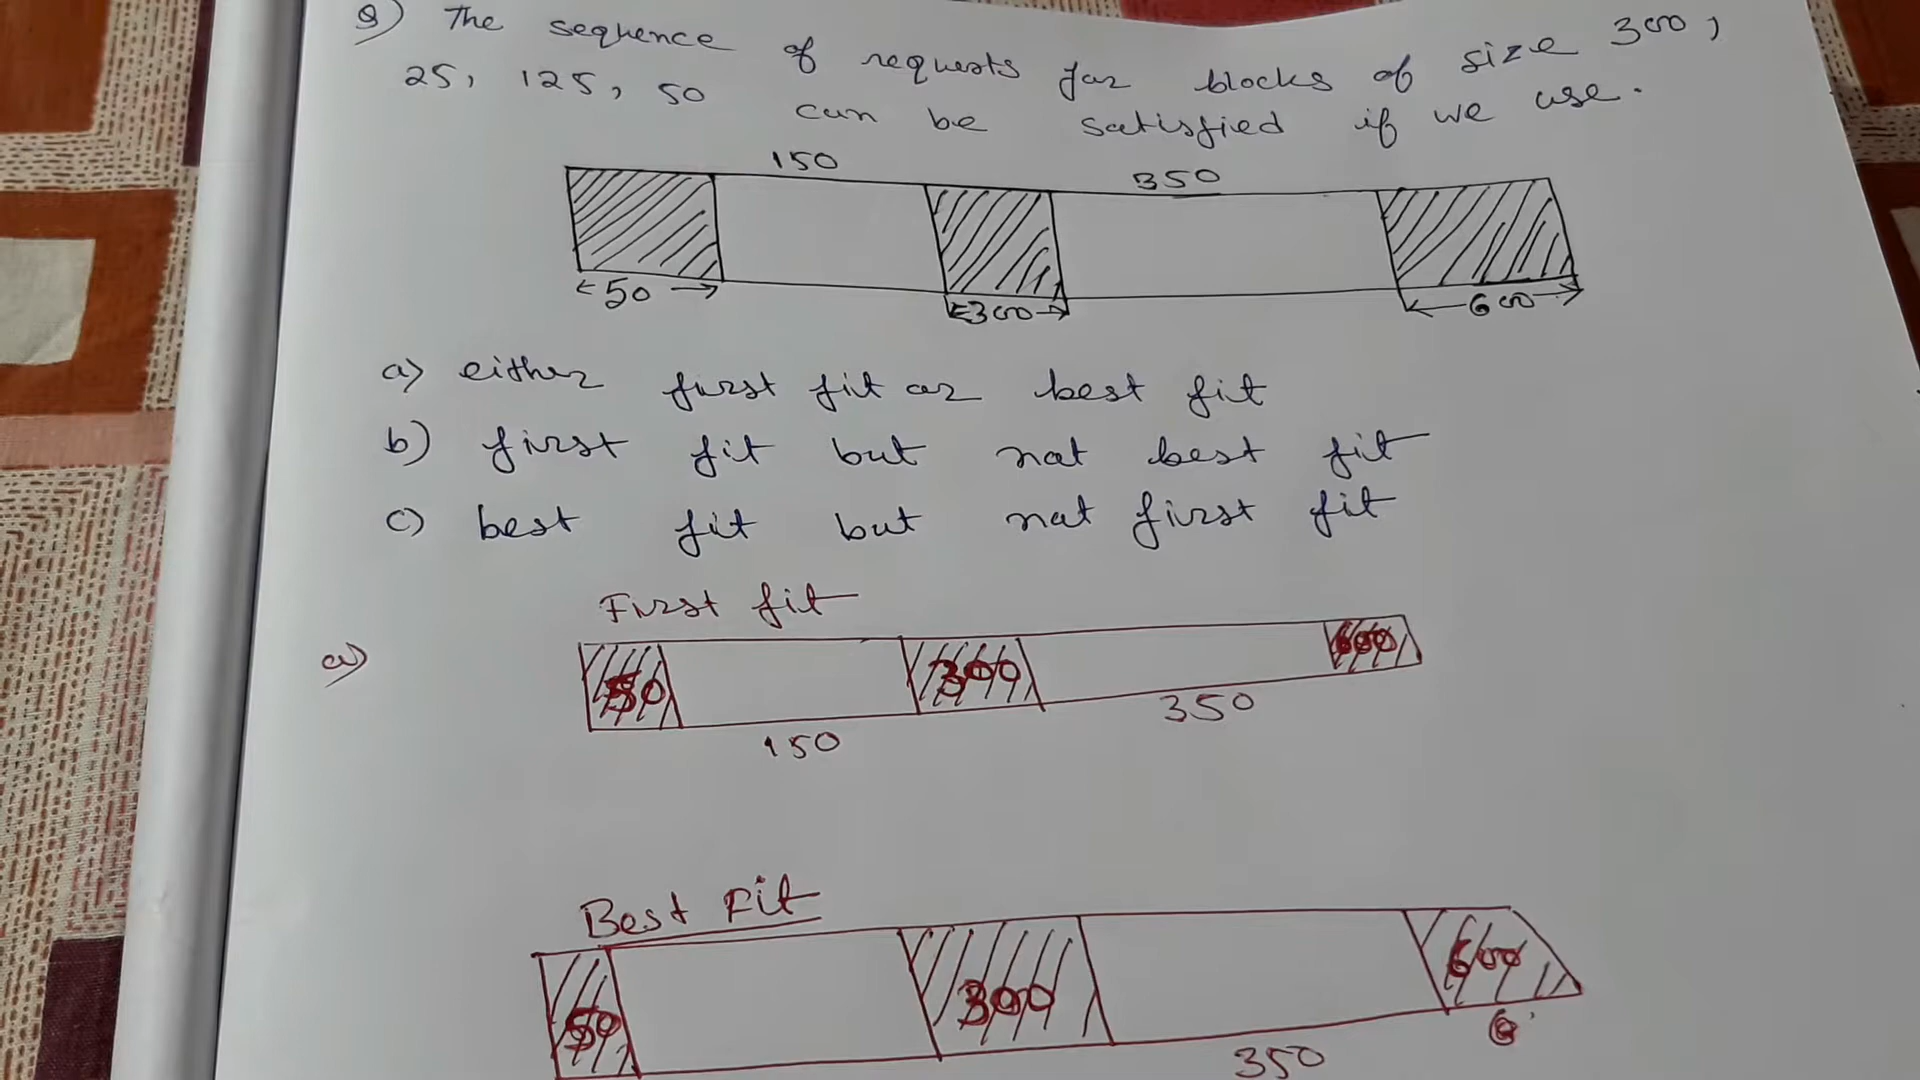 Q) The sequence of requests for blocks of size 300,
25, 125, 50 can be satisfied if we use.
150 350
50 300 600
a) either first fit or best fit
b) first fit but not best fit
c) best fit but not first fit
First fit
a) 50 300 600
150 350
Best Fit
50 300 600
350 6